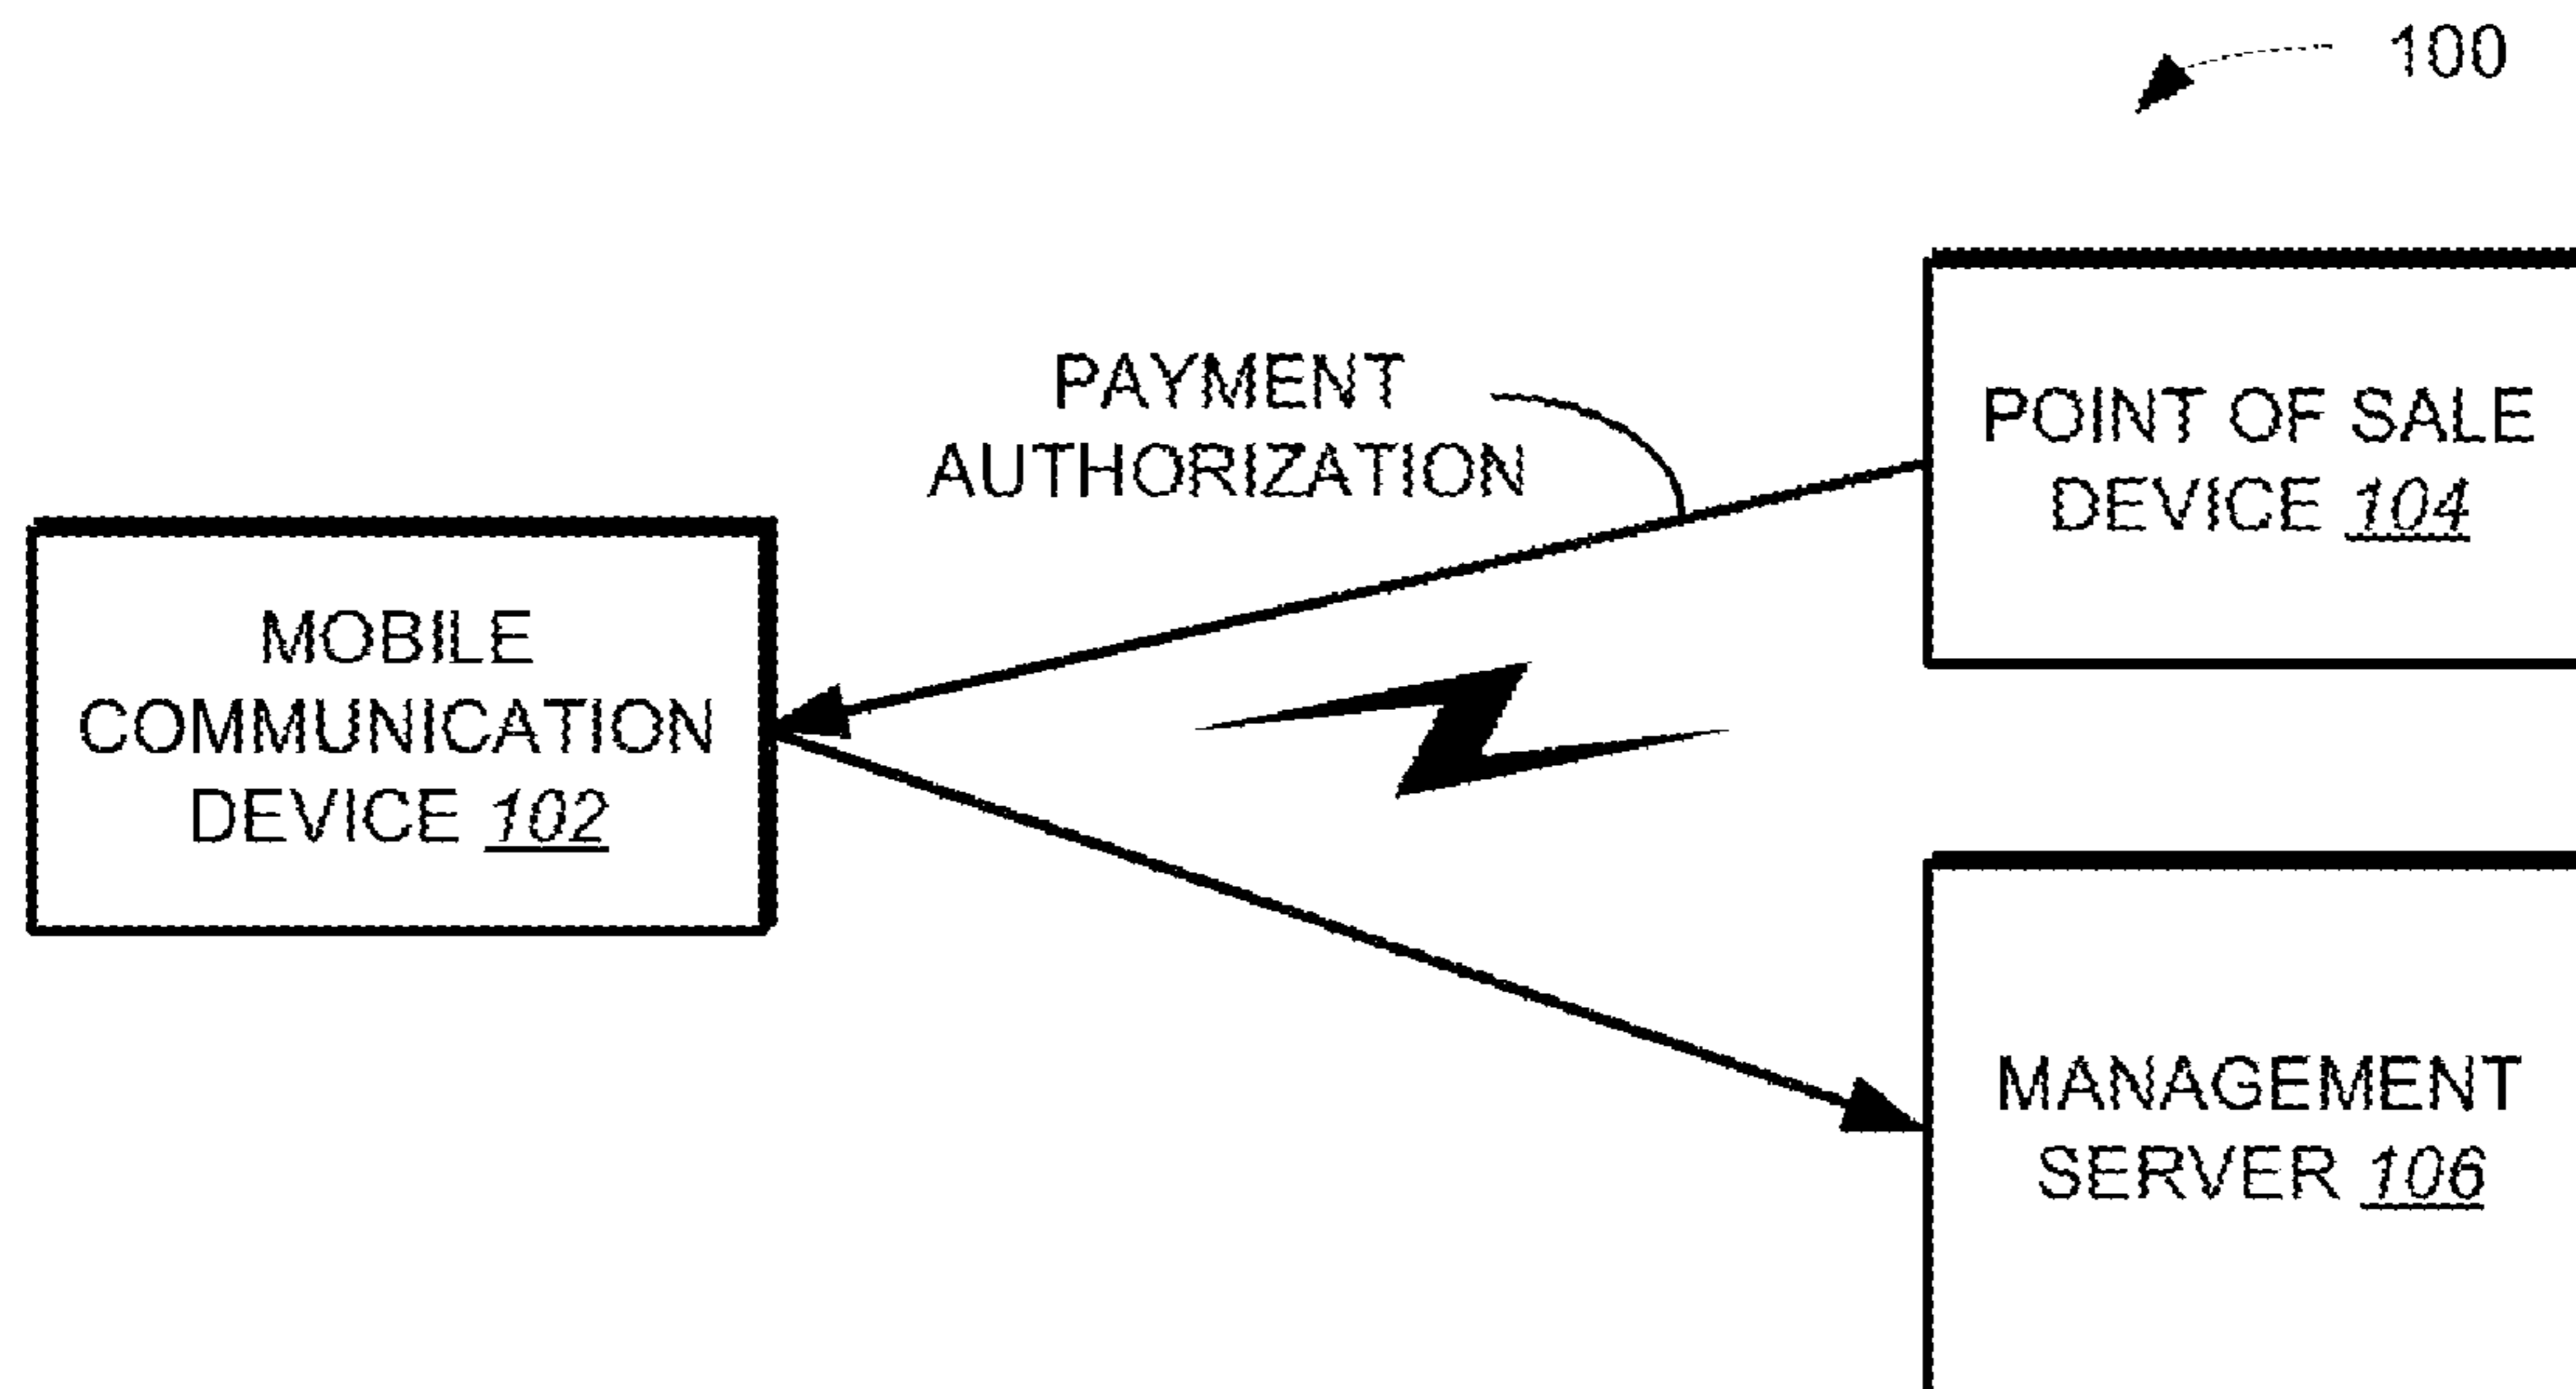 100
PAYMENT
AUTHORIZATION
POINT OF SALE
DEVICE 104
MOBILE
COMMUNICATION
DEVICE 102
MANAGEMENT
SERVER 106